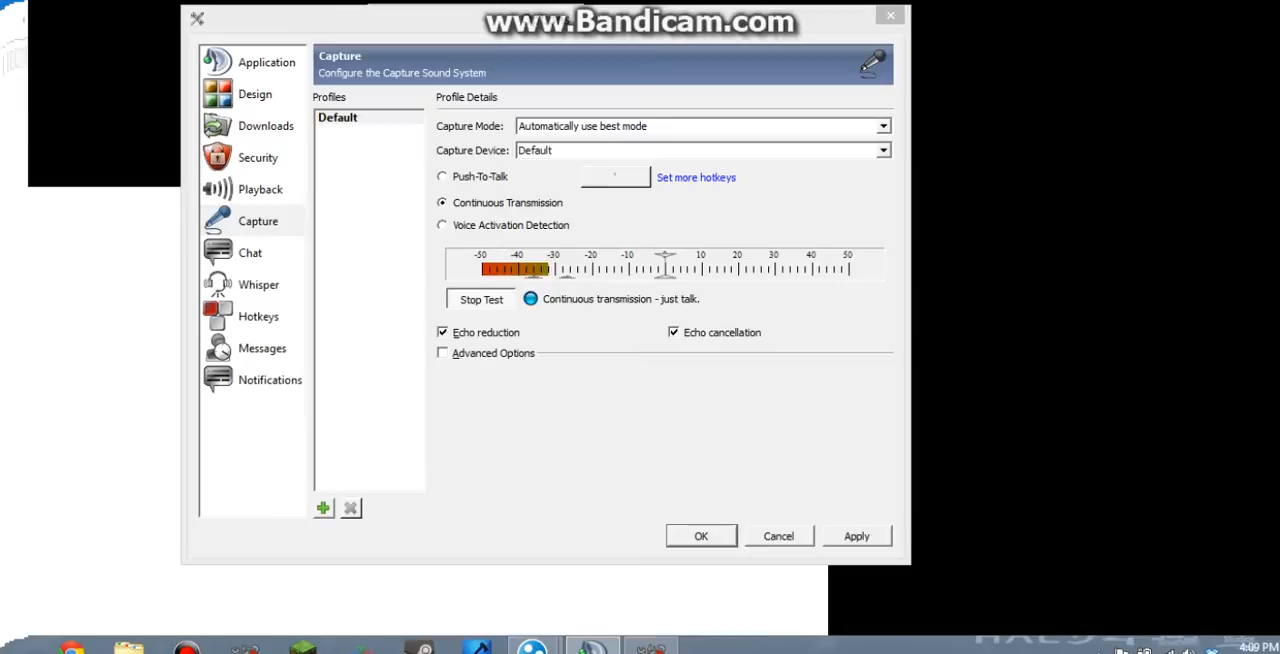 www.Bandicam.com
Application
Design
Downloads
Security
Playback
Capture
Chat
Whisper
Hotkeys
Messages
Notifications
Capture
Configure the Capture Sound System
Profiles
Default
Profile Details
Capture Mode: Automatically use best mode
Capture Device: Default
Push-To-Talk ' Set more hotkeys
Continuous Transmission
Voice Activation Detection
-50 -40 -30 -20 -10 0 10 20 30 40 50
Stop Test Continuous transmission - just talk.
Echo reduction Echo cancellation
Advanced Options
OK Cancel Apply
4:09 PM